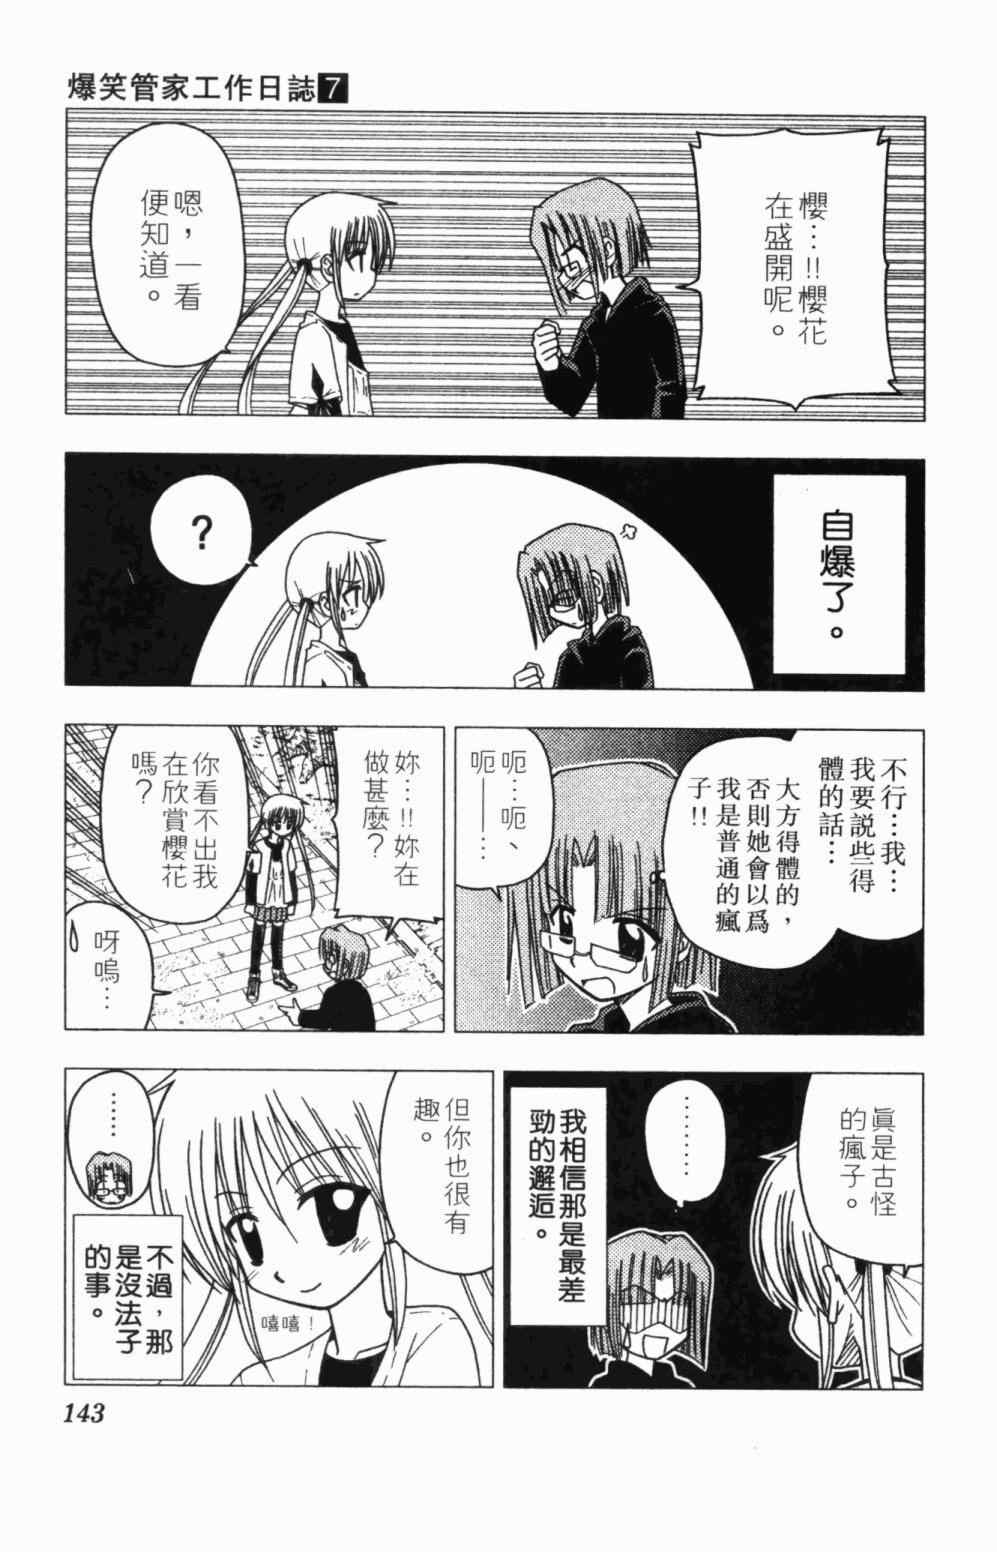 爆笑管家工作日誌7
櫻…!!櫻花
在盛開呢。
嗯，一看
便知道。
自爆了。
？
不行…我…
我要說些得
體的話…
大方得體的，
否則她會以爲
我是普通的瘋
子!!
呃…呃、
呃——…
妳…!!妳在
做甚麼？
你看不出我
在欣賞櫻花
嗎？
呀嗚…
眞是古怪
的瘋子。
……
我相信那是最差
勁的邂逅。
但你也很有
趣。
嘻嘻！
……
不過，那
是沒法子
的事。
143